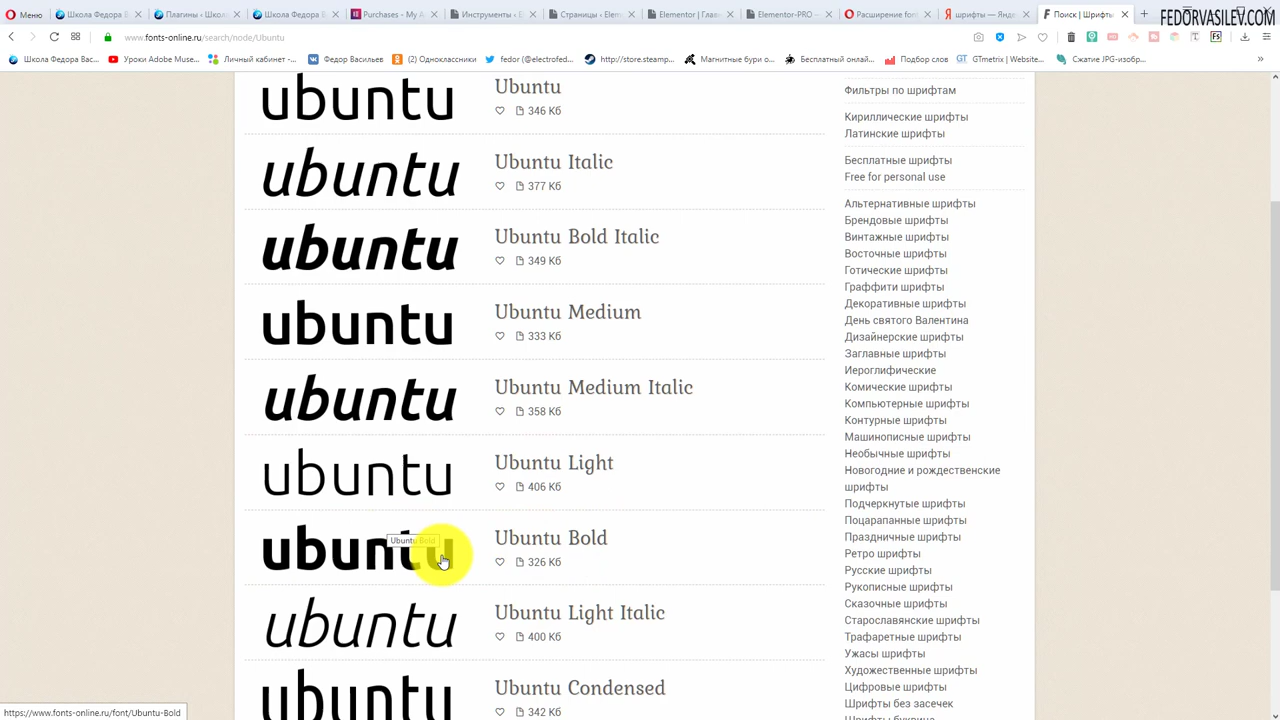 Меню
Школа Федора В
Плагины ‹ Школа
Школа Федора В
Purchases - My A
Инструменты ‹ E
Страницы ‹ Elem
Elementor | Глав
Elementor-PRO —
Расширение font
шрифты — Янде
Поиск | Шрифты
FEDORVASILEV.COM
www.fonts-online.ru/search/node/Ubuntu
Школа Федора Вас...
Уроки Adobe Muse...
Личный кабинет -...
Федор Васильев
(2) Одноклассники
fedor (@electrofed...
http://store.steamp...
Магнитные бури о...
Бесплатный онлай...
Подбор слов
GTmetrix | Website...
Сжатие JPG-изобр...
»
ubuntu
Ubuntu
346 Кб
ubuntu
Ubuntu Italic
377 Кб
ubuntu
Ubuntu Bold Italic
349 Кб
ubuntu
Ubuntu Medium
333 Кб
ubuntu
Ubuntu Medium Italic
358 Кб
ubuntu
Ubuntu Light
406 Кб
ubuntu
Ubuntu Bold
Ubuntu Bold
326 Кб
ubuntu
Ubuntu Light Italic
400 Кб
ubuntu
Ubuntu Condensed
342 Кб
Фильтры по шрифтам
Кириллические шрифты
Латинские шрифты
Бесплатные шрифты
Free for personal use
Альтернативные шрифты
Брендовые шрифты
Винтажные шрифты
Восточные шрифты
Готические шрифты
Граффити шрифты
Декоративные шрифты
День святого Валентина
Дизайнерские шрифты
Заглавные шрифты
Иероглифические
Комические шрифты
Компьютерные шрифты
Контурные шрифты
Машинописные шрифты
Необычные шрифты
Новогодние и рождественские
шрифты
Подчеркнутые шрифты
Поцарапанные шрифты
Праздничные шрифты
Ретро шрифты
Русские шрифты
Рукописные шрифты
Сказочные шрифты
Старославянские шрифты
Трафаретные шрифты
Ужасы шрифты
Художественные шрифты
Цифровые шрифты
Шрифты без засечек
Шрифты буквица
https://www.fonts-online.ru/font/Ubuntu-Bold